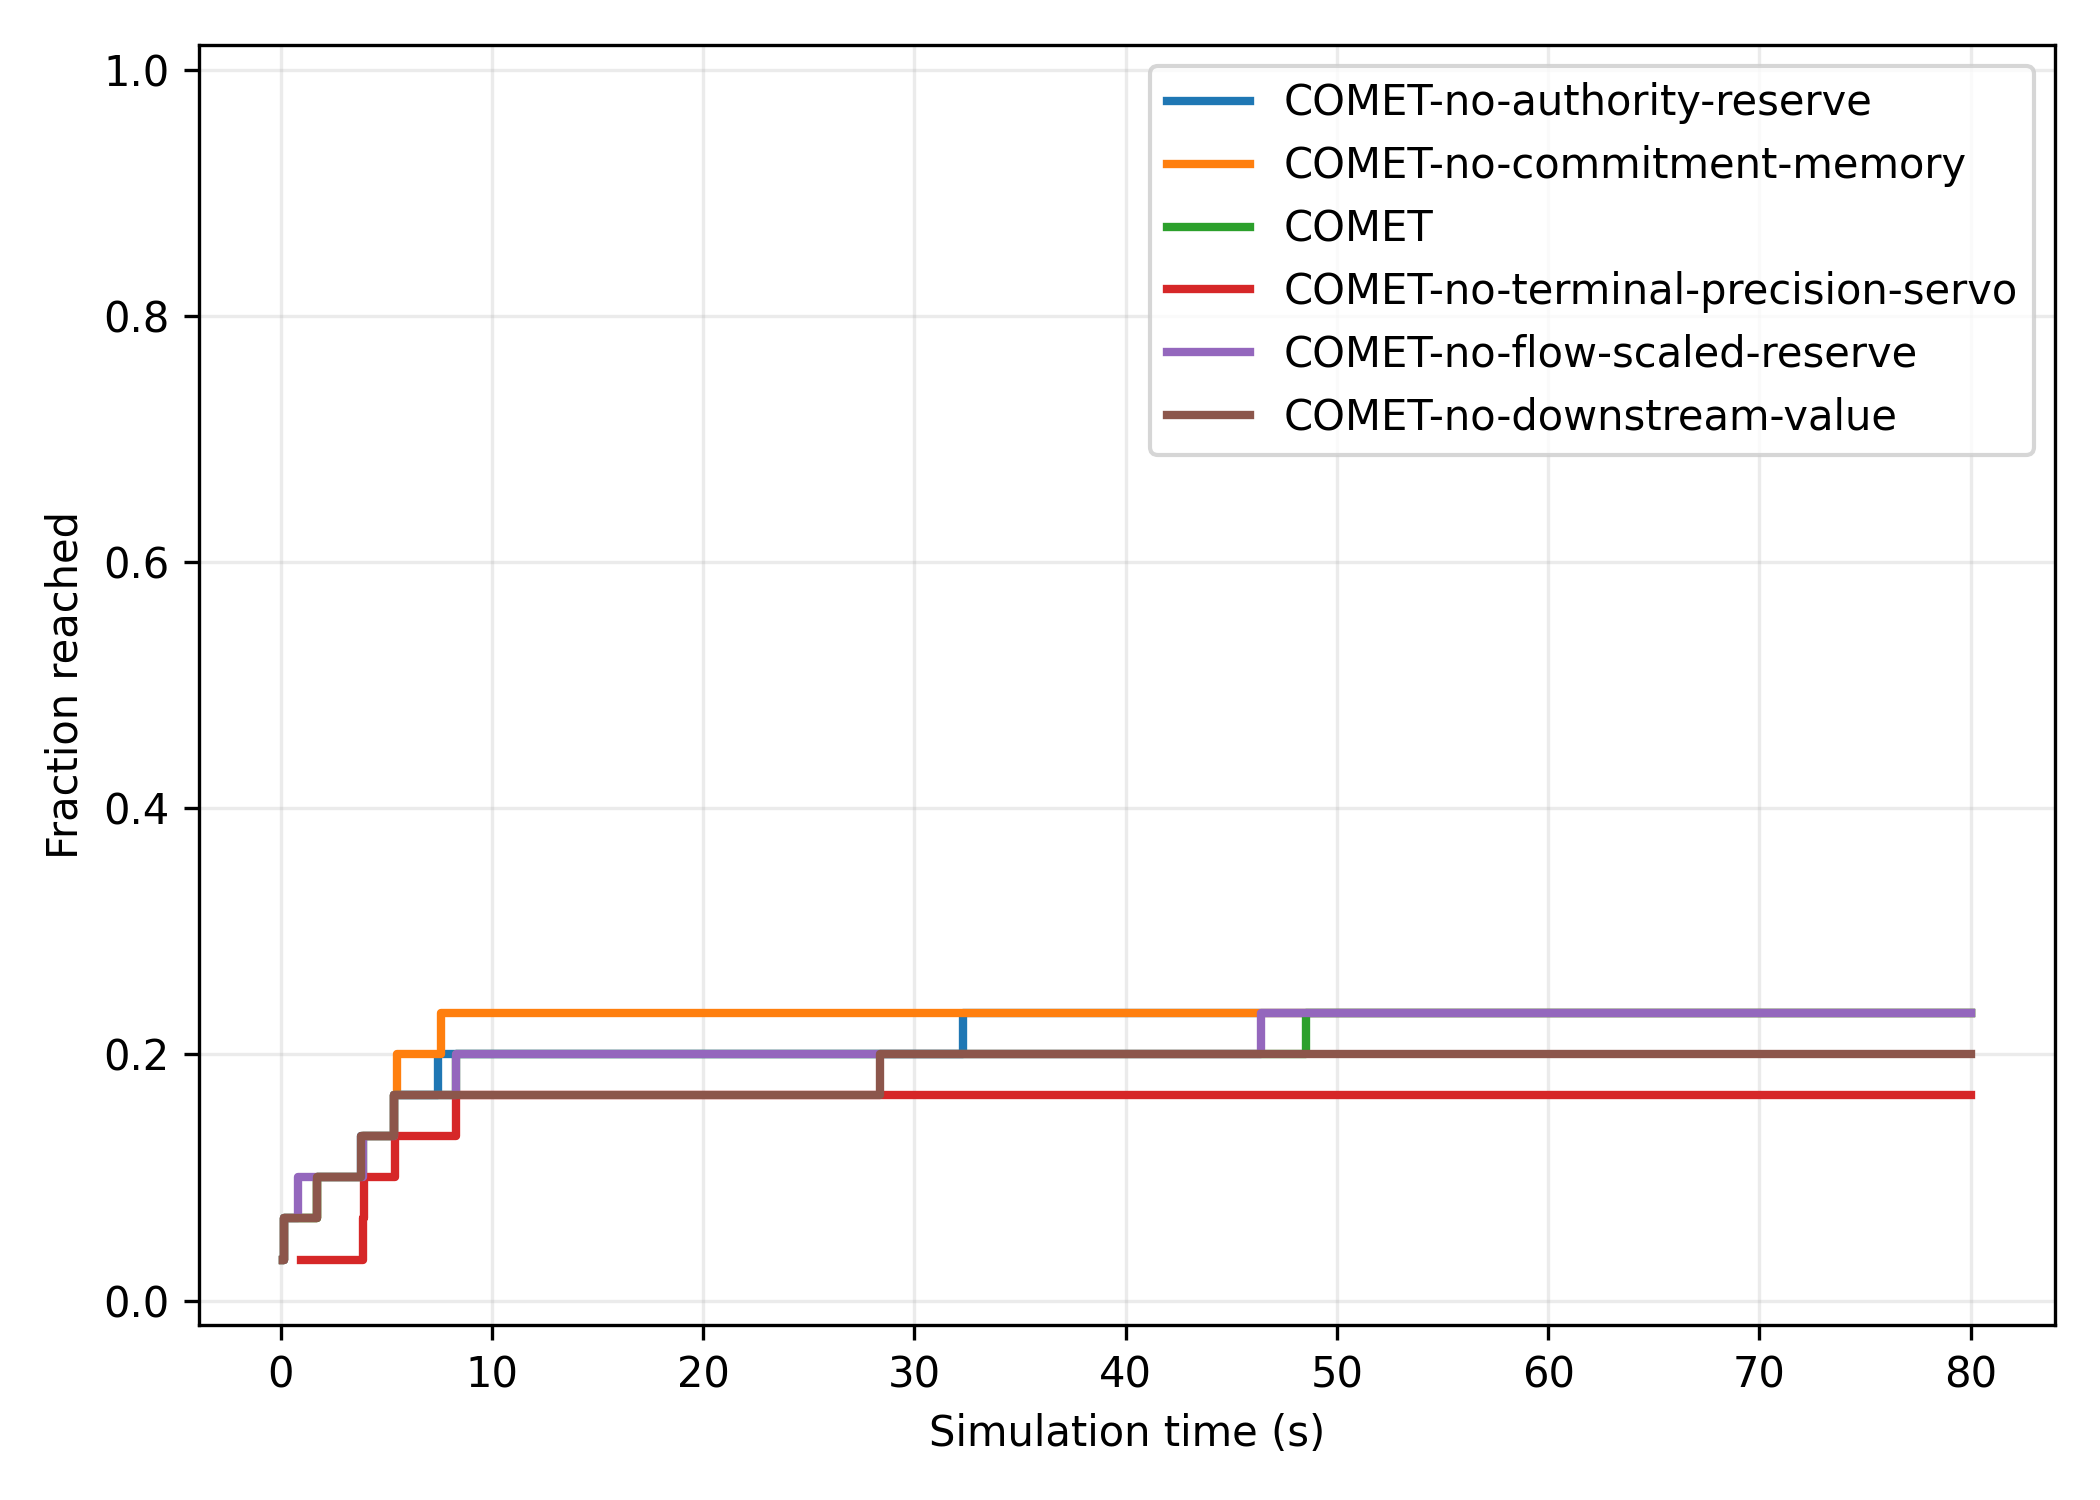 1.0
0.8
0.6
0.4
0.2
0.0
Fraction reached
COMET-no-authority-reserve
COMET-no-commitment-memory
COMET
COMET-no-terminal-precision-servo
COMET-no-flow-scaled-reserve
COMET-no-downstream-value
0 10 20 30 40 50 60 70 80
Simulation time (s)